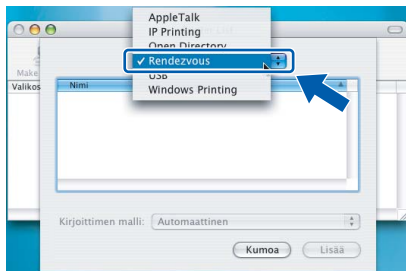 AppleTalk
IP Printing
Open Directory
✓ Rendezvous
USB
Windows Printing
Make
Valikos
Nimi
Kirjoittimen malli: Automaattinen
Kumoa
Lisää